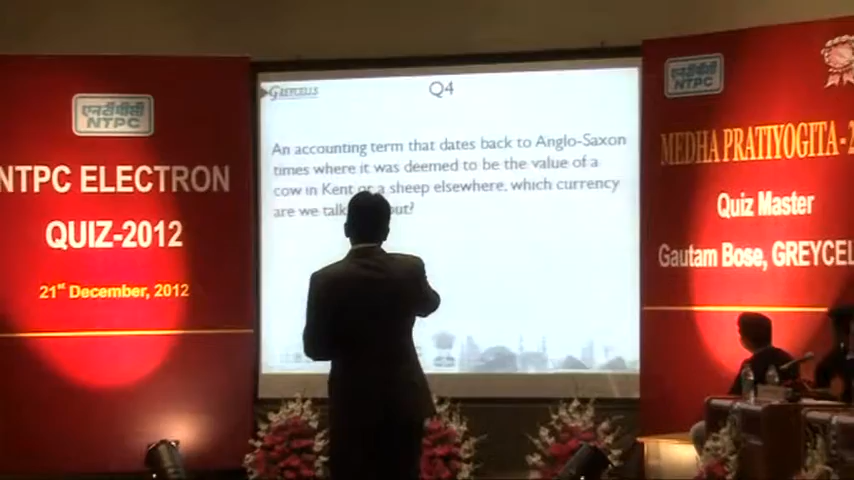 एनटीपीसी
NTPC
NTPC ELECTRON
QUIZ-2012
21st December, 2012
GREYCELLS
Q4
An accounting term that dates back to Anglo-Saxon
times where it was deemed to be the value of a
cow in Kent or a sheep elsewhere, which currency
are we
एनटीपीसी
NTPC
MEDHA PRATIYOGITA-2
Quiz Master
Gautam Bose, GREYCEL